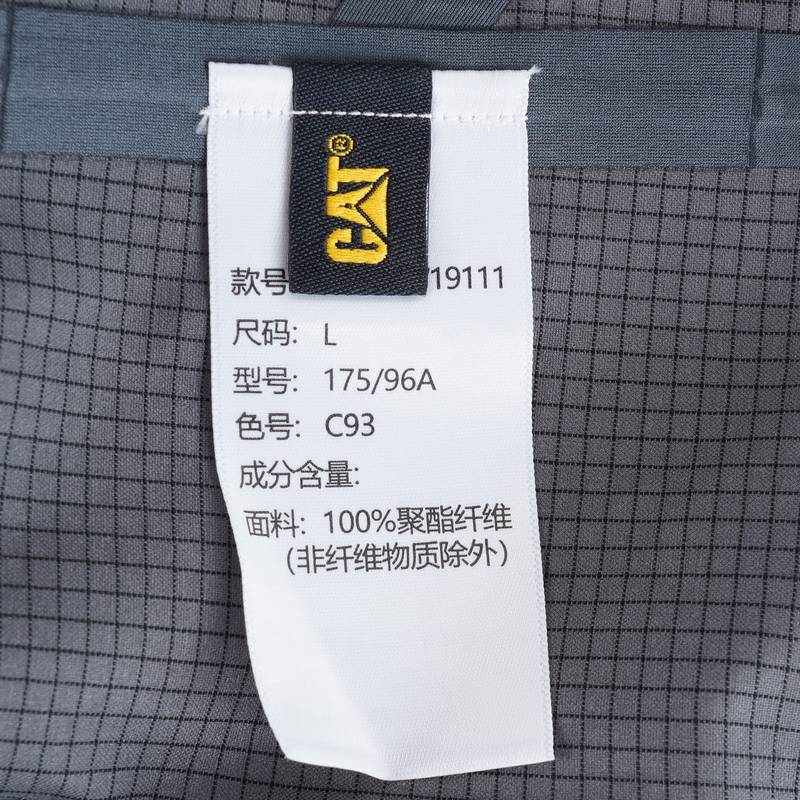 CAT®
款号 19111
尺码: L
型号: 175/96A
色号: C93
成分含量:
面料: 100%聚酯纤维
(非纤维物质除外)